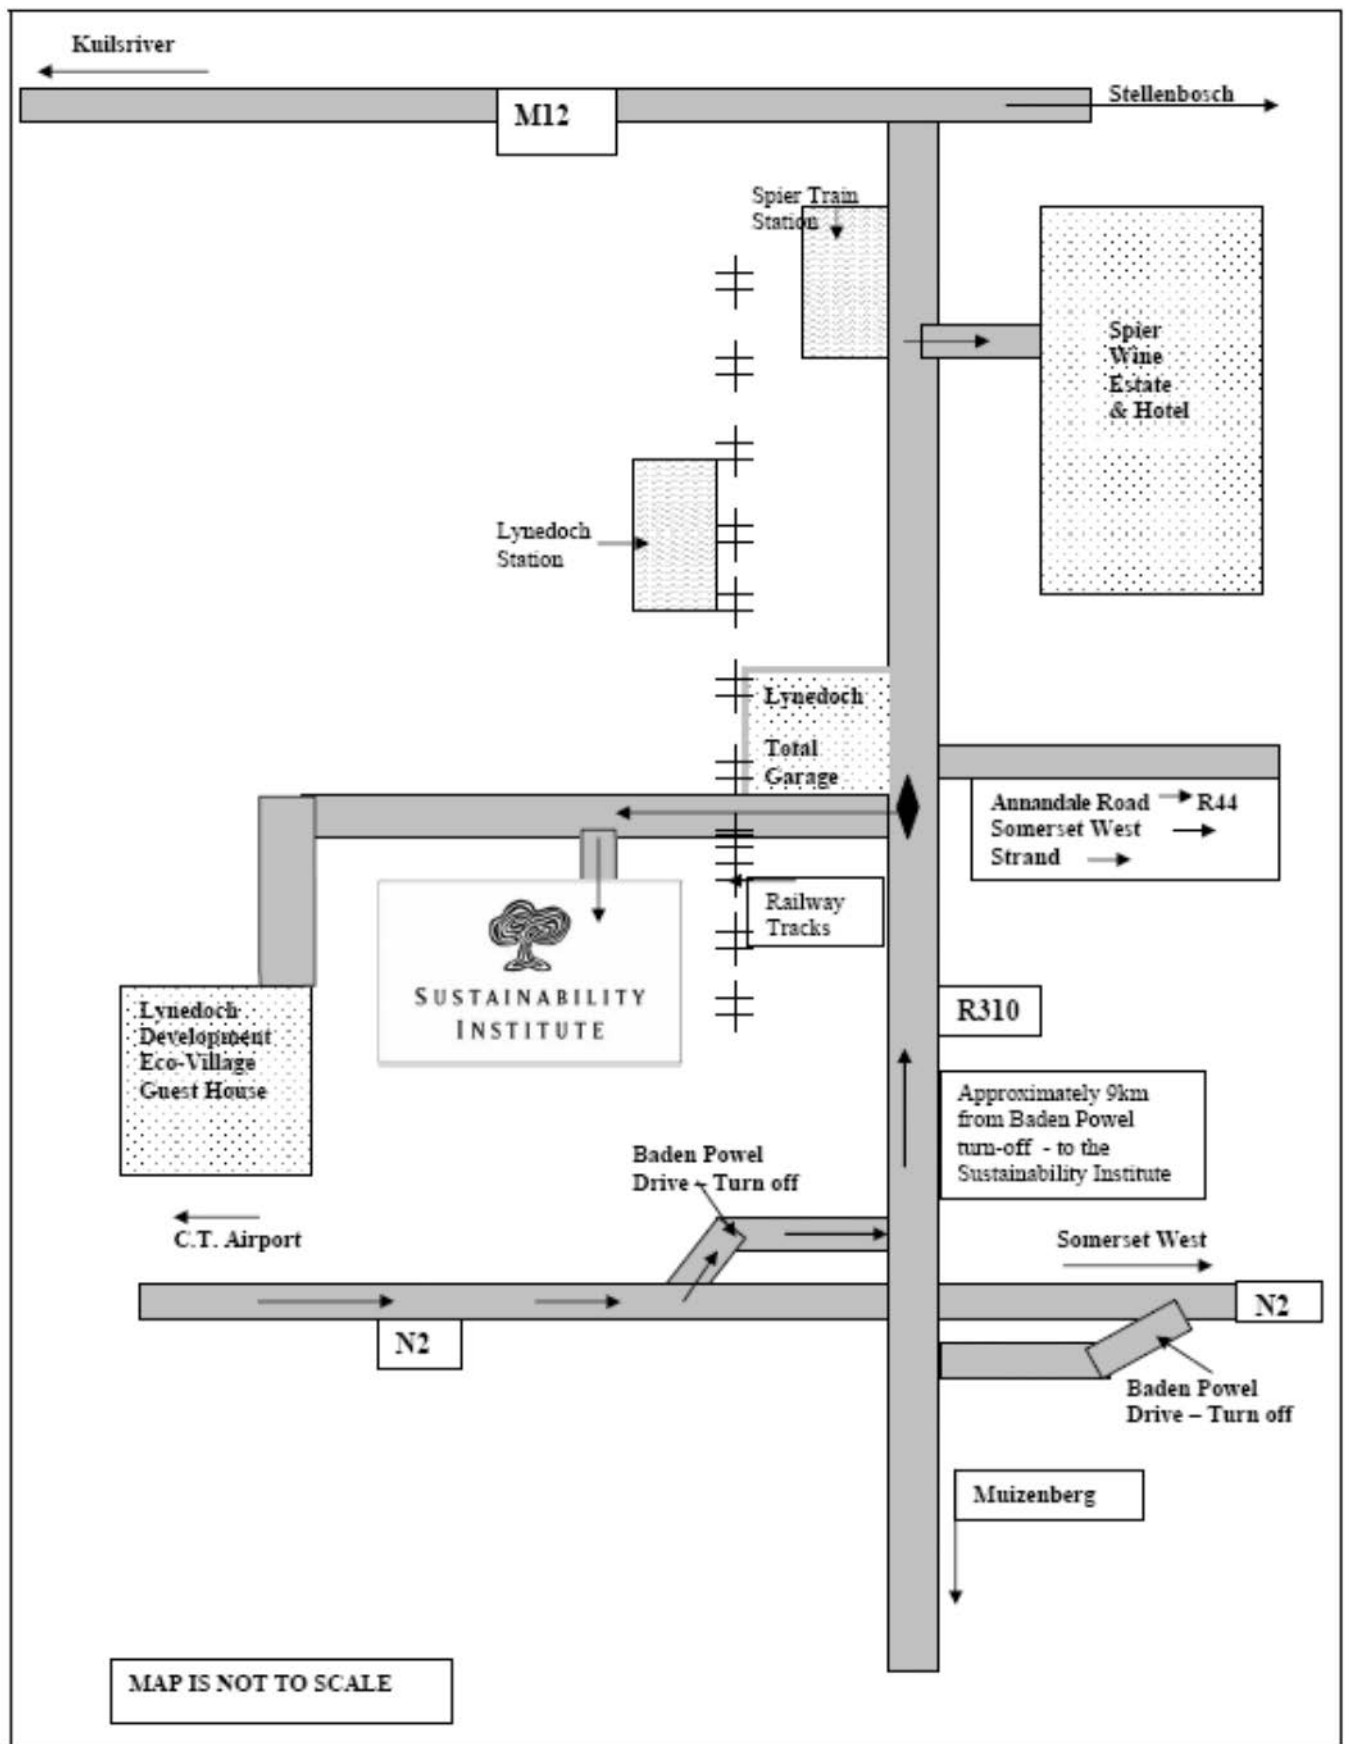 Kuilsriver
Stellenbosch
M12
Spier Train
Station
Spier
Wine
Estate
& Hotel
Lynedoch
Station
Lynedoch
Total
Garage
Annandale Road R44
Somerset West
Strand
Railway
Tracks
SUSTAINABILITY
INSTITUTE
R310
Lynedoch
Development
Eco-Village
Guest House
Approximately 9km
from Baden Powel
turn-off - to the
Sustainability Institute
Baden Powel
Drive – Turn off
C.T. Airport
Somerset West
N2
N2
Baden Powel
Drive – Turn off
Muizenberg
MAP IS NOT TO SCALE